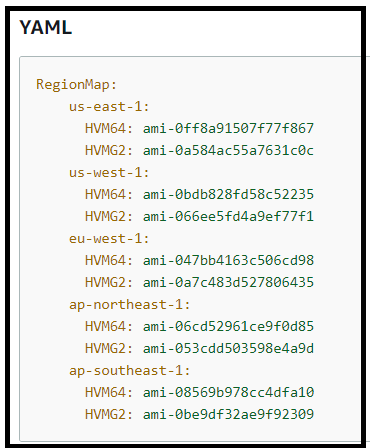 YAML
RegionMap:
us-east-1:
HVM64: ami-0ff8a91507f77f867
HVMG2: ami-0a584ac55a7631c0c
us-west-1:
HVM64: ami-0bdb828fd58c52235
HVMG2: ami-066ee5fd4a9ef77f1
eu-west-1:
HVM64: ami-047bb4163c506cd98
HVMG2: ami-0a7c483d527806435
ap-northeast-1:
HVM64: ami-06cd52961ce9f0d85
HVMG2: ami-053cdd503598e4a9d
ap-southeast-1:
HVM64: ami-08569b978cc4dfa10
HVMG2: ami-0be9df32ae9f92309